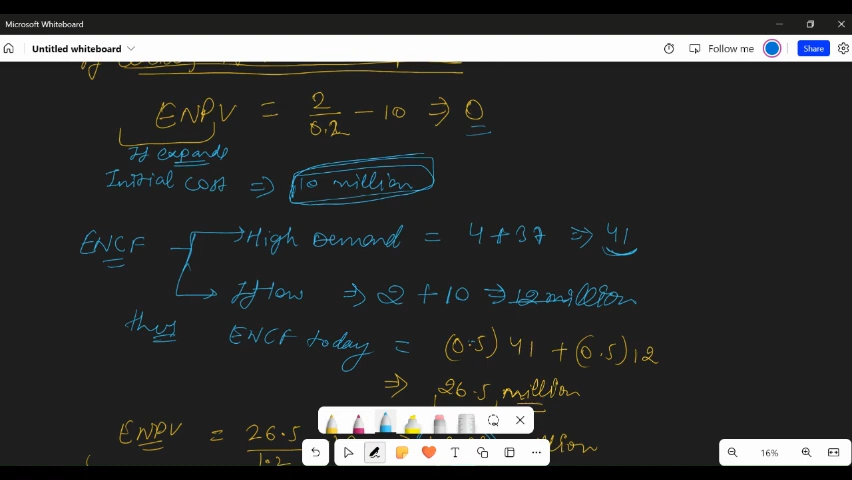 Microsoft Whiteboard
Untitled whiteboard
Follow me
Share
ENPV = 2/0.2 - 10 ⇒ 0
If expands
Initial cost ⇒ 10 million
ENCF
High Demand = 4 + 37 ⇒ 41
If low ⇒ 2 + 10 ⇒ 12 million
thus ENCF today = (0.5) 41 + (0.5) 12
⇒ 26.5 million
ENPV = 26.5/1.2
16%